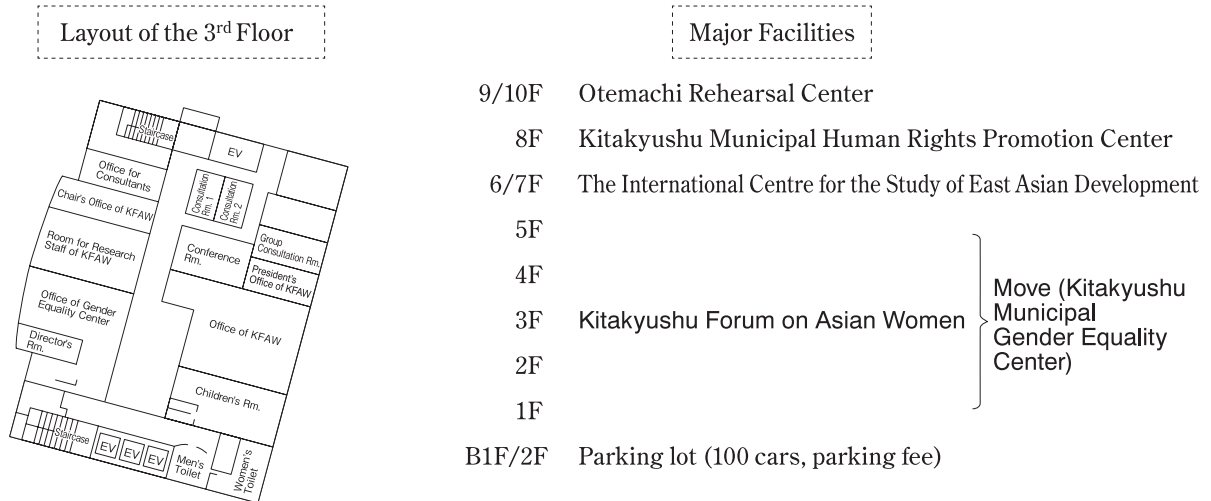 Layout of the 3rd Floor
Staircase
EV
Office for
Consultants
Consultation
Rm. 1
Consultation
Rm. 2
Chair's Office of KFAW
Room for Research
Staff of KFAW
Conference
Rm.
Group
Consultation Rm.
President's
Office of KFAW
Office of Gender
Equality Center
Office of KFAW
Director's
Rm.
Children's Rm.
Staircase
EV
EV
EV
Men's
Toilet
Women's
Toilet
Major Facilities
9/10F Otemachi Rehearsal Center
8F Kitakyushu Municipal Human Rights Promotion Center
6/7F The International Centre for the Study of East Asian Development
5F
4F
3F Kitakyushu Forum on Asian Women
2F
1F
Move (Kitakyushu
Municipal
Gender Equality
Center)
B1F/2F Parking lot (100 cars, parking fee)